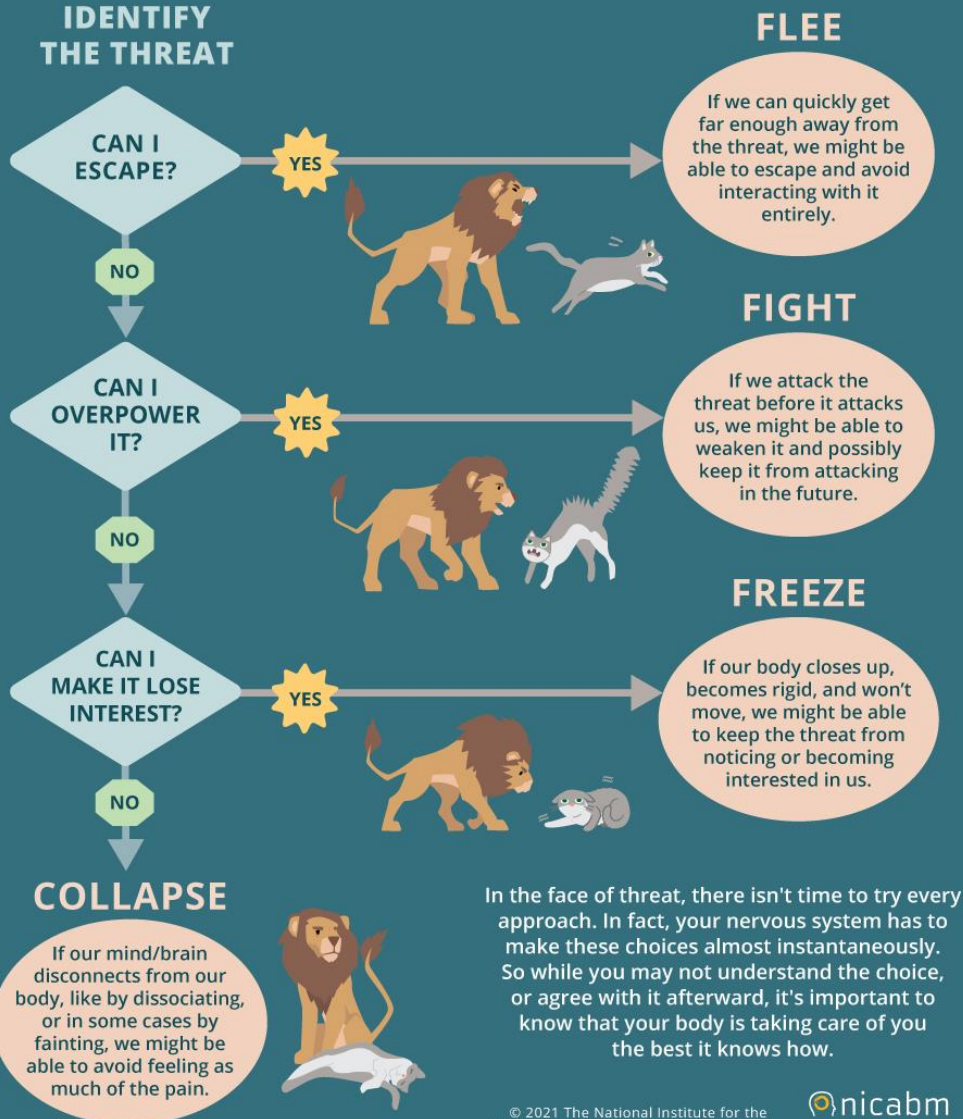 IDENTIFY
THE THREAT
CAN I
ESCAPE?
YES
FLEE
If we can quickly get
far enough away from
the threat, we might be
able to escape and avoid
interacting with it
entirely.
NO
CAN I
OVERPOWER
IT?
YES
FIGHT
If we attack the
threat before it attacks
us, we might be able to
weaken it and possibly
keep it from attacking
in the future.
NO
CAN I
MAKE IT LOSE
INTEREST?
YES
FREEZE
If our body closes up,
becomes rigid, and won’t
move, we might be able
to keep the threat from
noticing or becoming
interested in us.
NO
COLLAPSE
If our mind/brain
disconnects from our
body, like by dissociating,
or in some cases by
fainting, we might be
able to avoid feeling as
much of the pain.
In the face of threat, there isn't time to try every
approach. In fact, your nervous system has to
make these choices almost instantaneously.
So while you may not understand the choice,
or agree with it afterward, it's important to
know that your body is taking care of you
the best it knows how.
© 2021 The National Institute for the
nicabm